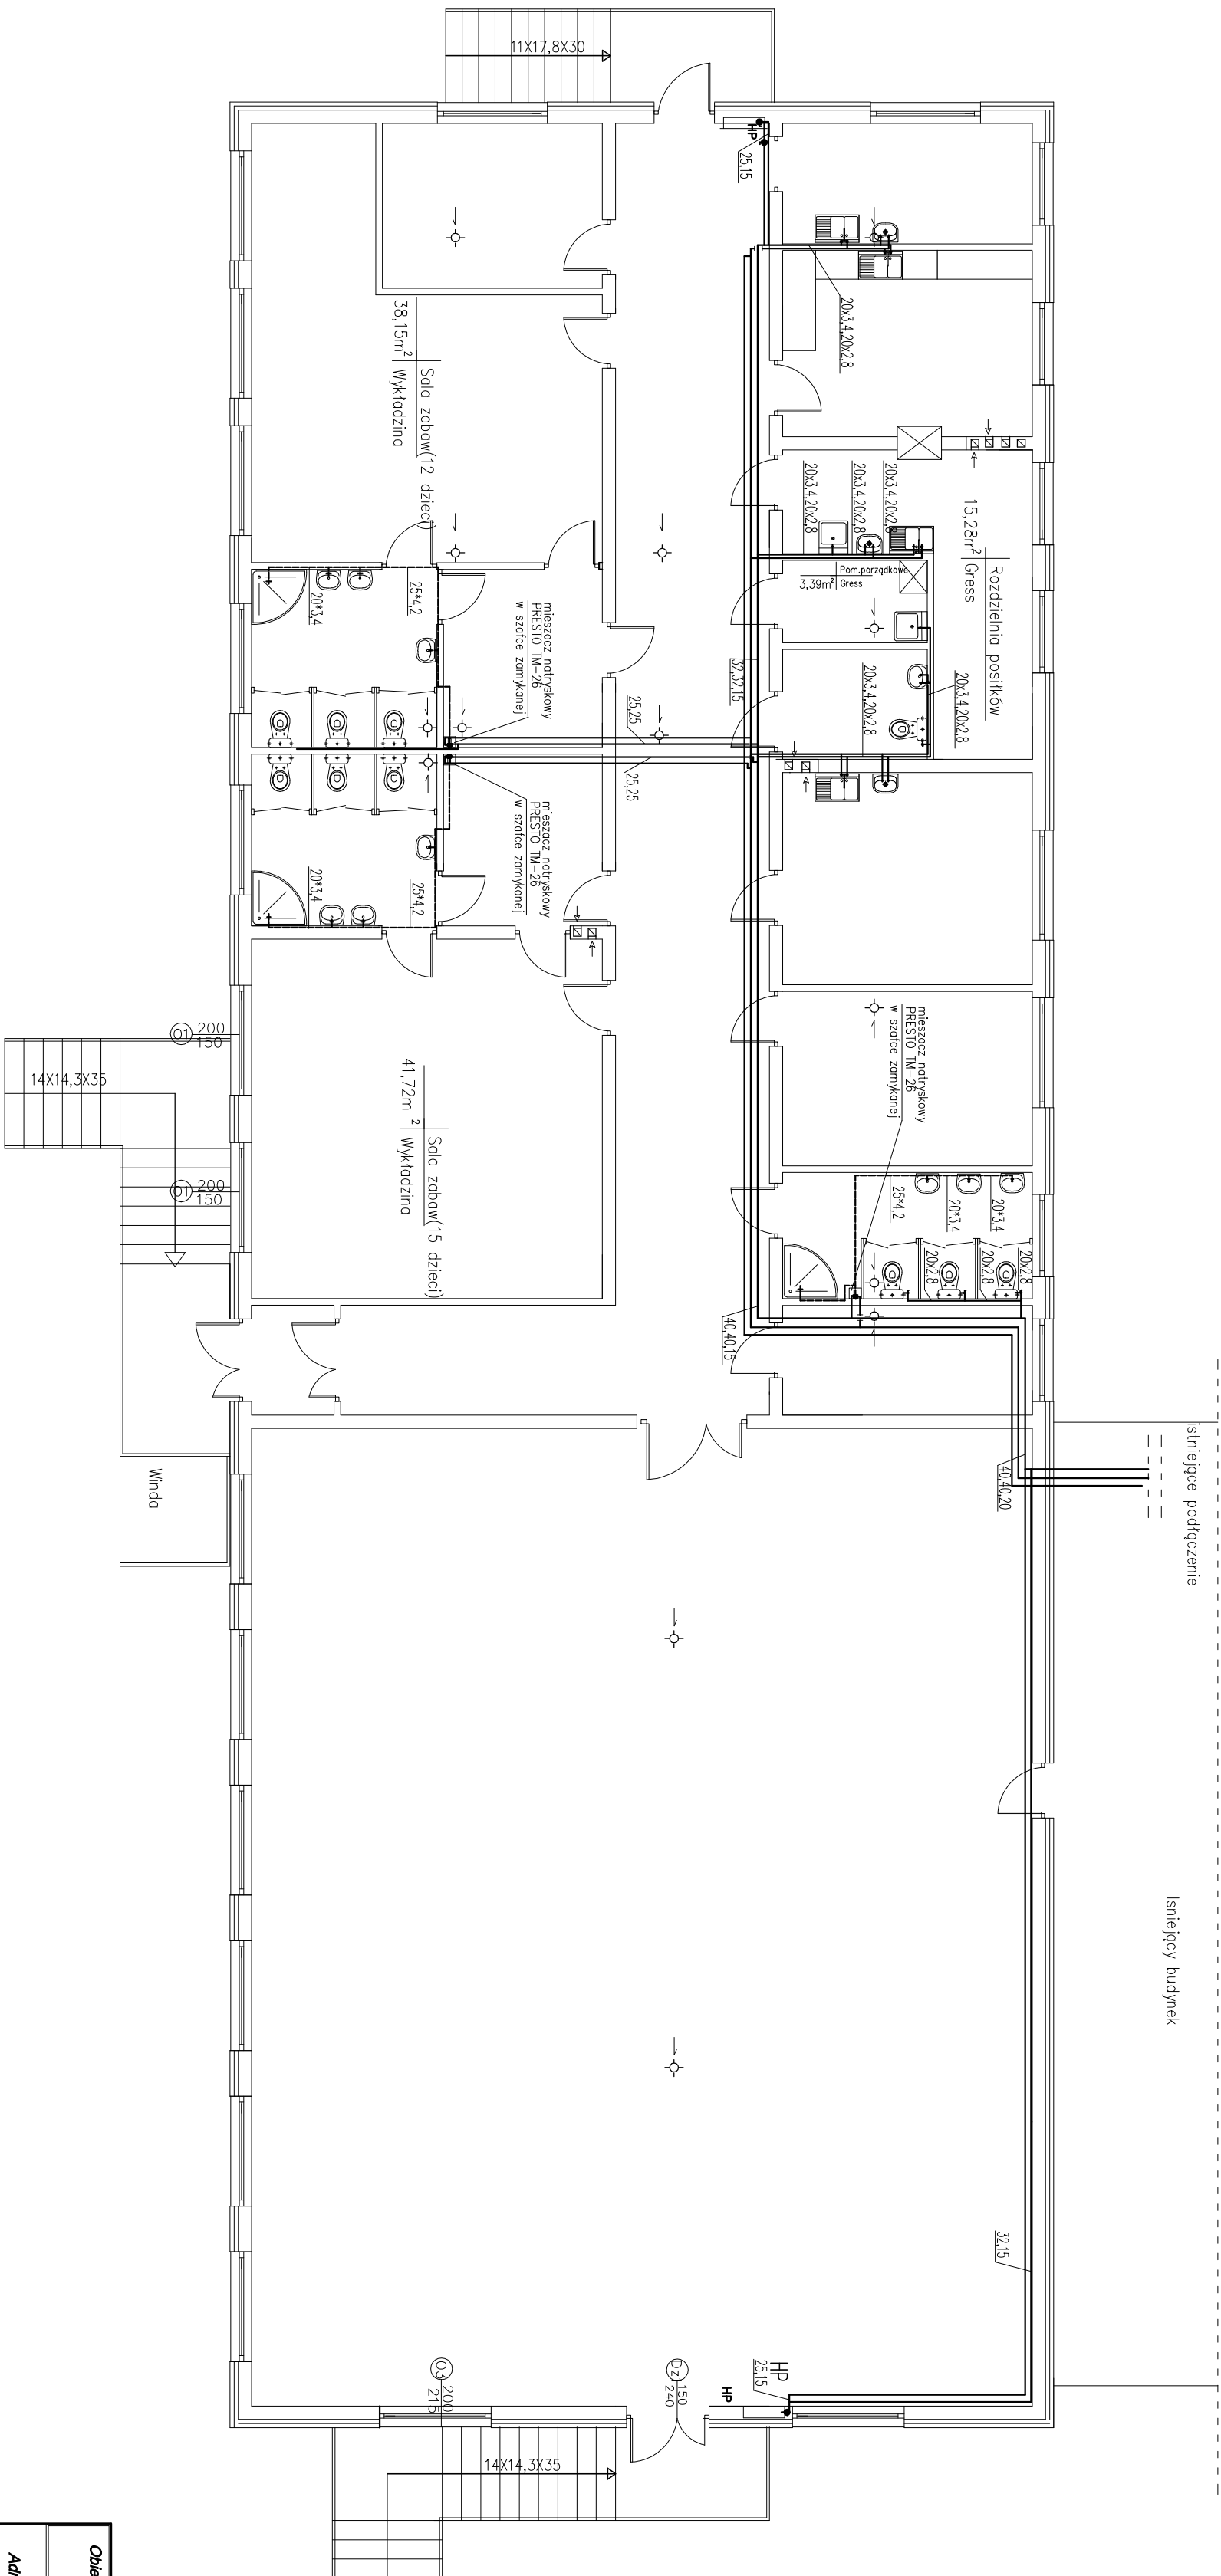 11X17,8X30
HP
25,15
20x3,4,20x2,8
38,15m²
Sala zabaw(12 dzieci)
Wykładzina
15,28m²
Rozdzielnia posiłków
Gress
20x3,4,20x2,8
20x3,4,20x2,8
20x3,4,20x2,8
Pom.porządkowe
3,39m²
Gress
20x3,4,20x2,8
20x3,4,20x2,8
32,32,15
25*4,2
20*3,4
mieszacz natryskowy
PRESTO TM-26
w szafce zamykanej
25,25
25,25
mieszacz natryskowy
PRESTO TM-26
w szafce zamykanej
20*3,4
25*4,2
mieszacz natryskowy
PRESTO TM-26
w szafce zamykanej
O1 200
150
14X14,3X35
O1 200
150
41,72m²
Sala zabaw(15 dzieci)
Wykładzina
25*4,2
20*3,4
20*3,4
20x2,8
20x2,8
20x2,8
40,40,15
40,40,20
istniejące podłączenie
Winda
Isniejący budynek
32,15
HP
25,15
HP
Dz1 150
240
O3 200
215
14X14,3X35
Obie
Adr